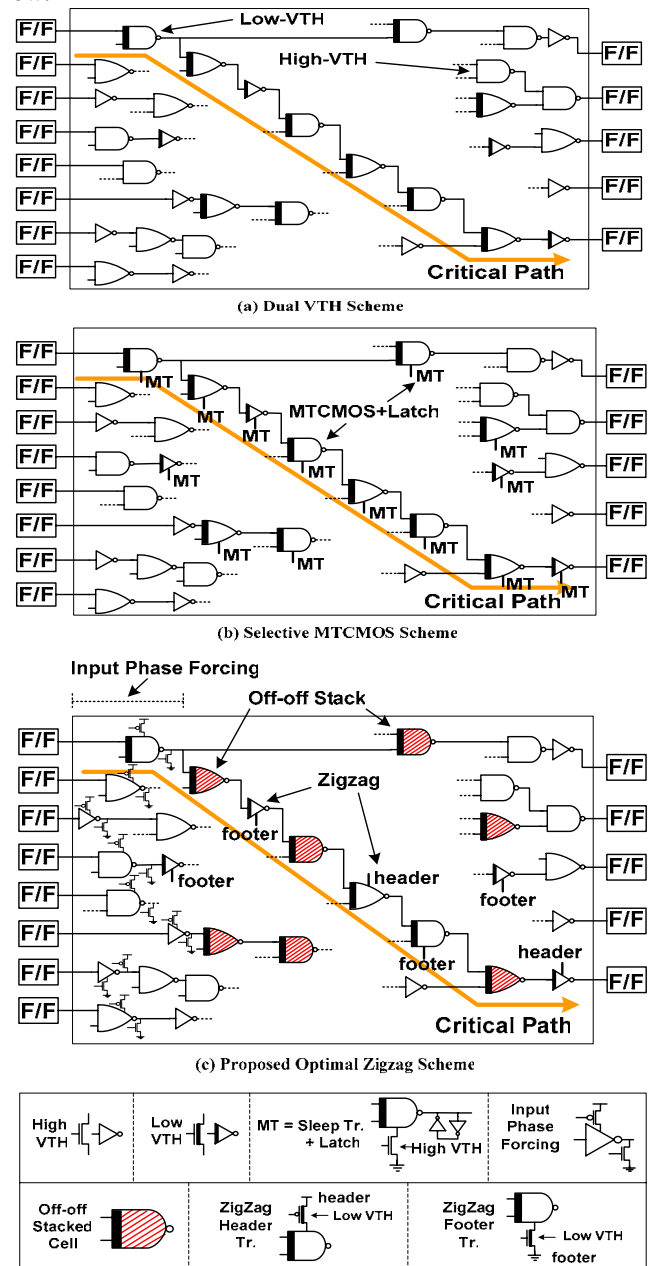 Low-VTH
F/F
F/F
High-VTH
F/F
F/F
F/F
F/F
F/F
F/F
F/F
F/F
F/F
F/F
F/F
Critical Path
(a) Dual VTH Scheme
F/F
MT
MT
F/F
F/F
MT
MT
MTCMOS+Latch
F/F
MT
F/F
F/F
MT
MT
MT
F/F
MT
F/F
MT
F/F
F/F
MT
MT
MT
F/F
F/F
MT
MT
F/F
Critical Path
(b) Selective MTCMOS Scheme
Input Phase Forcing
Off-off Stack
F/F
F/F
Zigzag
F/F
footer
F/F
F/F
header
F/F
footer
footer
F/F
F/F
F/F
footer
header
F/F
F/F
F/F
Critical Path
(c) Proposed Optimal Zigzag Scheme
High
VTH
Low
VTH
MT = Sleep Tr.
+ Latch
High VTH
Input
Phase
Forcing
Off-off
Stacked
Cell
ZigZag
Header
Tr.
header
Low VTH
ZigZag
Footer
Tr.
Low VTH
footer